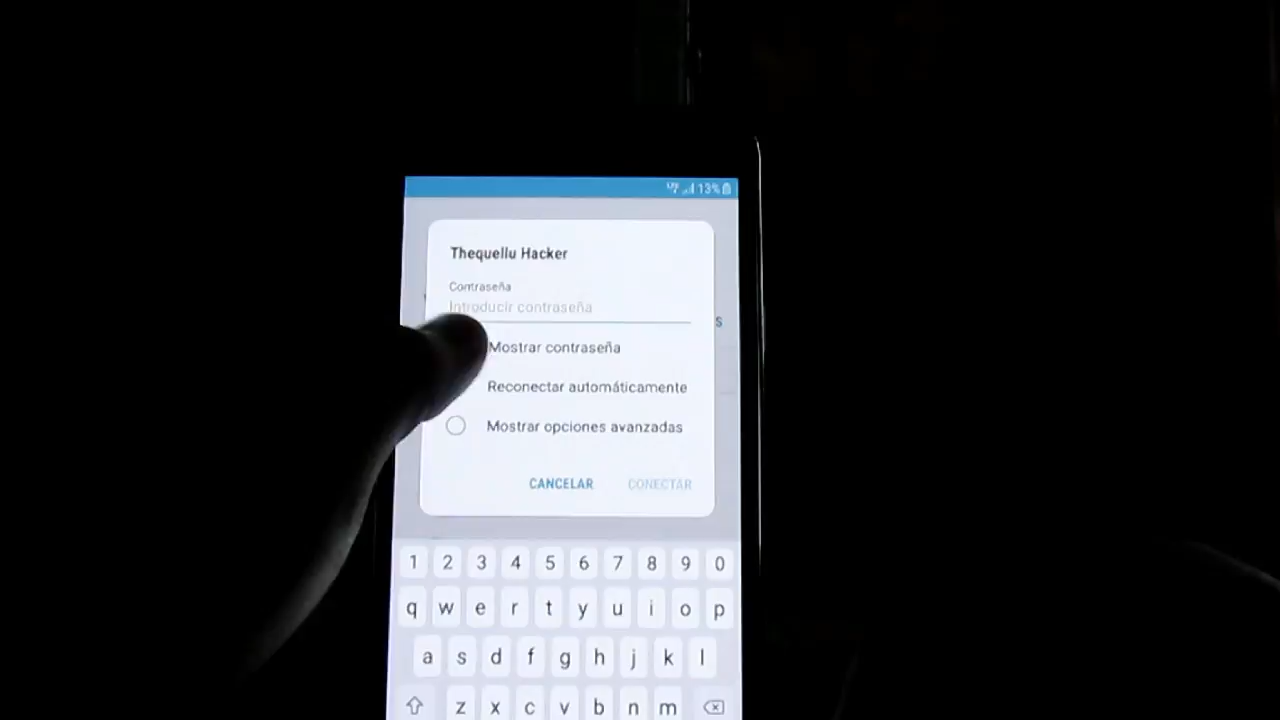 13%
Thequellu Hacker
Contraseña
Introducir contraseña
S
Mostrar contraseña
Reconectar automáticamente
Mostrar opciones avanzadas
CANCELAR CONECTAR
1 2 3 4 5 6 7 8 9 0
q w e r t y u i o p
a s d f g h j k l
z x c v b n m